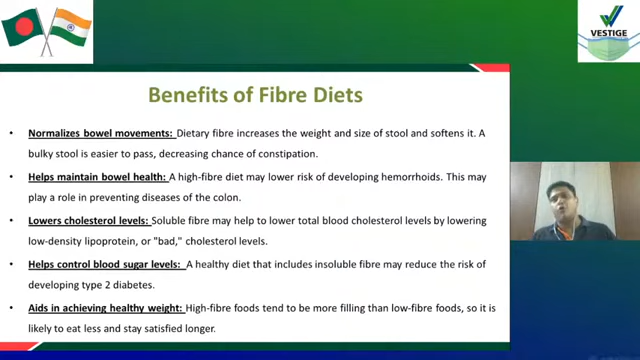 VESTIGE
Benefits of Fibre Diets
• Normalizes bowel movements: Dietary fibre increases the weight and size of stool and softens it. A
bulky stool is easier to pass, decreasing chance of constipation.
• Helps maintain bowel health: A high-fibre diet may lower risk of developing hemorrhoids. This may
play a role in preventing diseases of the colon.
• Lowers cholesterol levels: Soluble fibre may help to lower total blood cholesterol levels by lowering
low-density lipoprotein, or "bad," cholesterol levels.
• Helps control blood sugar levels: A healthy diet that includes insoluble fibre may reduce the risk of
developing type 2 diabetes.
• Aids in achieving healthy weight: High-fibre foods tend to be more filling than low-fibre foods, so it is
likely to eat less and stay satisfied longer.